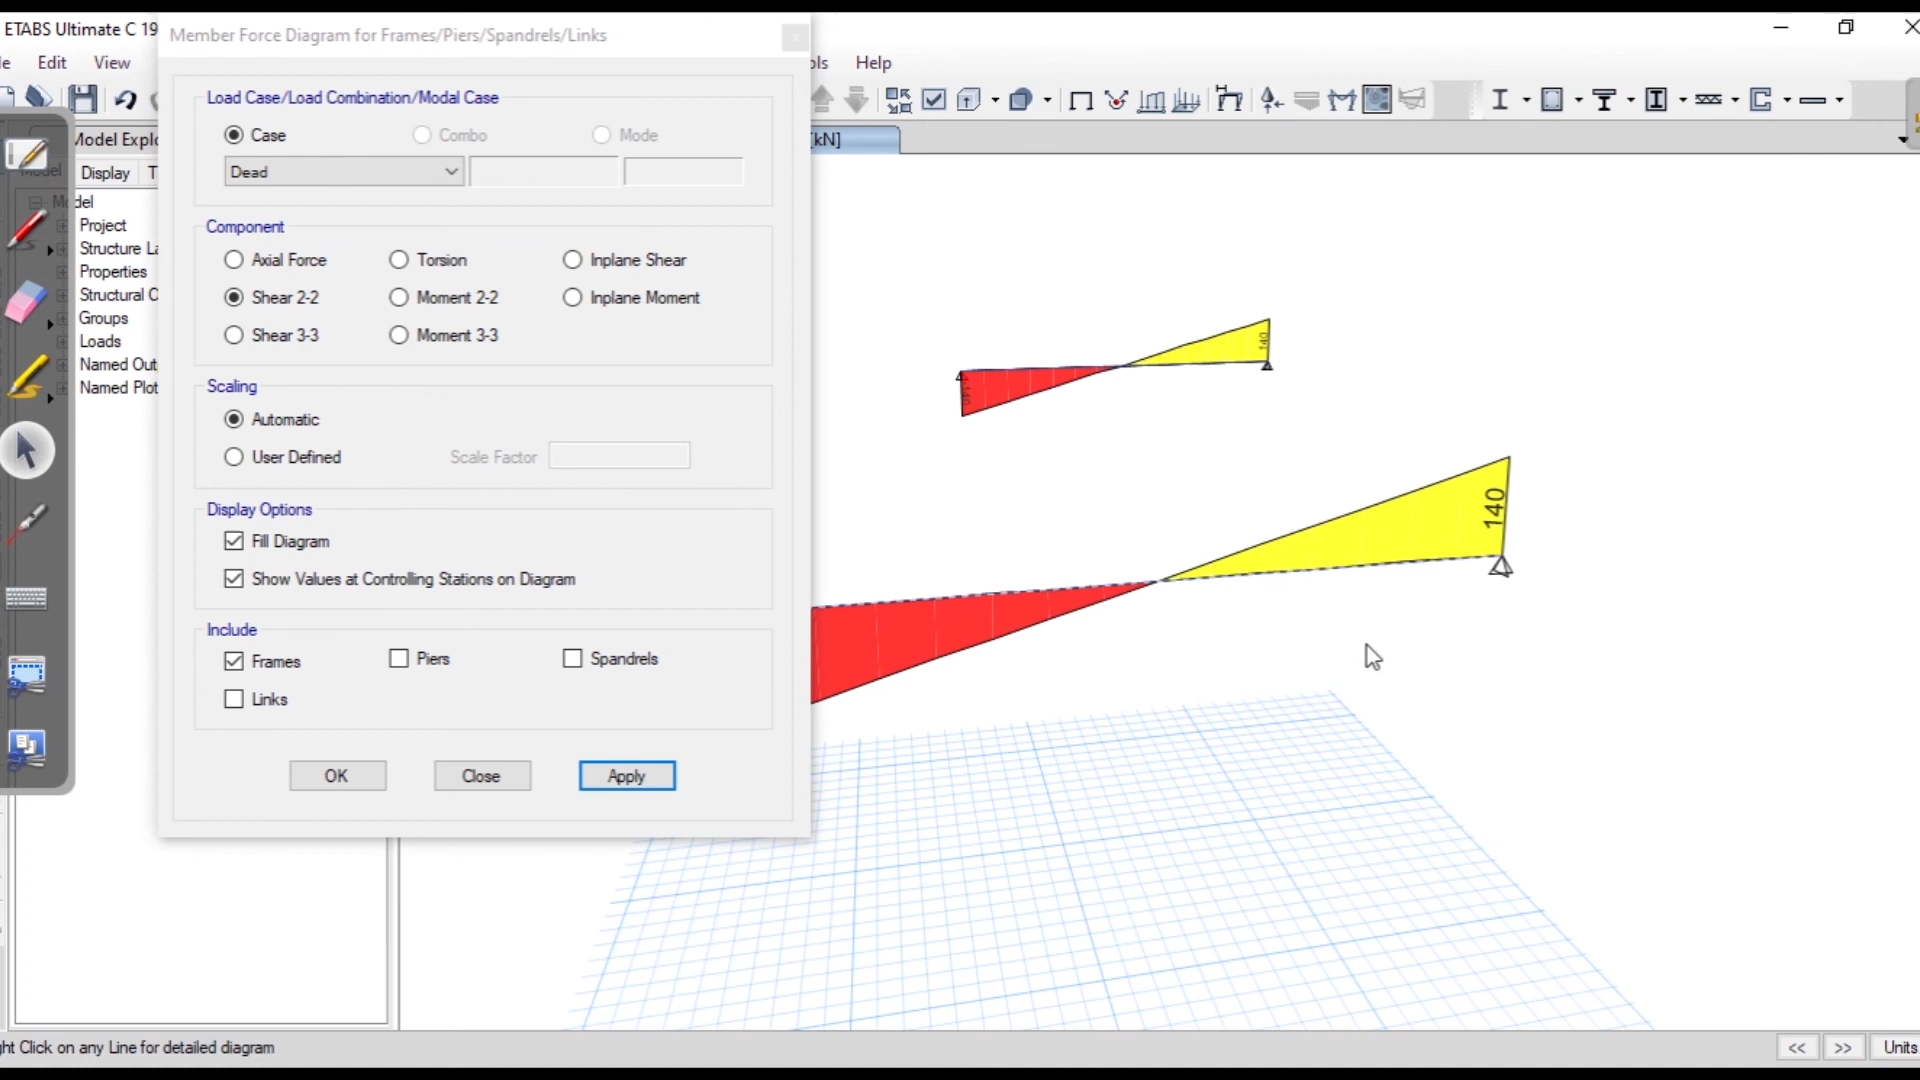 ETABS Ultimate C 19
Member Force Diagram for Frames/Piers/Spandrels/Links
Edit
View
Help
Load Case/Load Combination/Modal Case
Case
Combo
Mode
Dead
[kN]
Model Explo
Model
Display
T
Model
Project
Structure La
Properties
Structural O
Groups
Loads
Named Out
Named Plot
Component
Axial Force
Torsion
Inplane Shear
Shear 2-2
Moment 2-2
Inplane Moment
Shear 3-3
Moment 3-3
Scaling
Automatic
User Defined
Scale Factor
Display Options
Fill Diagram
Show Values at Controlling Stations on Diagram
Include
Frames
Piers
Spandrels
Links
OK
Close
Apply
140
140
ght Click on any Line for detailed diagram
<<
>>
Units